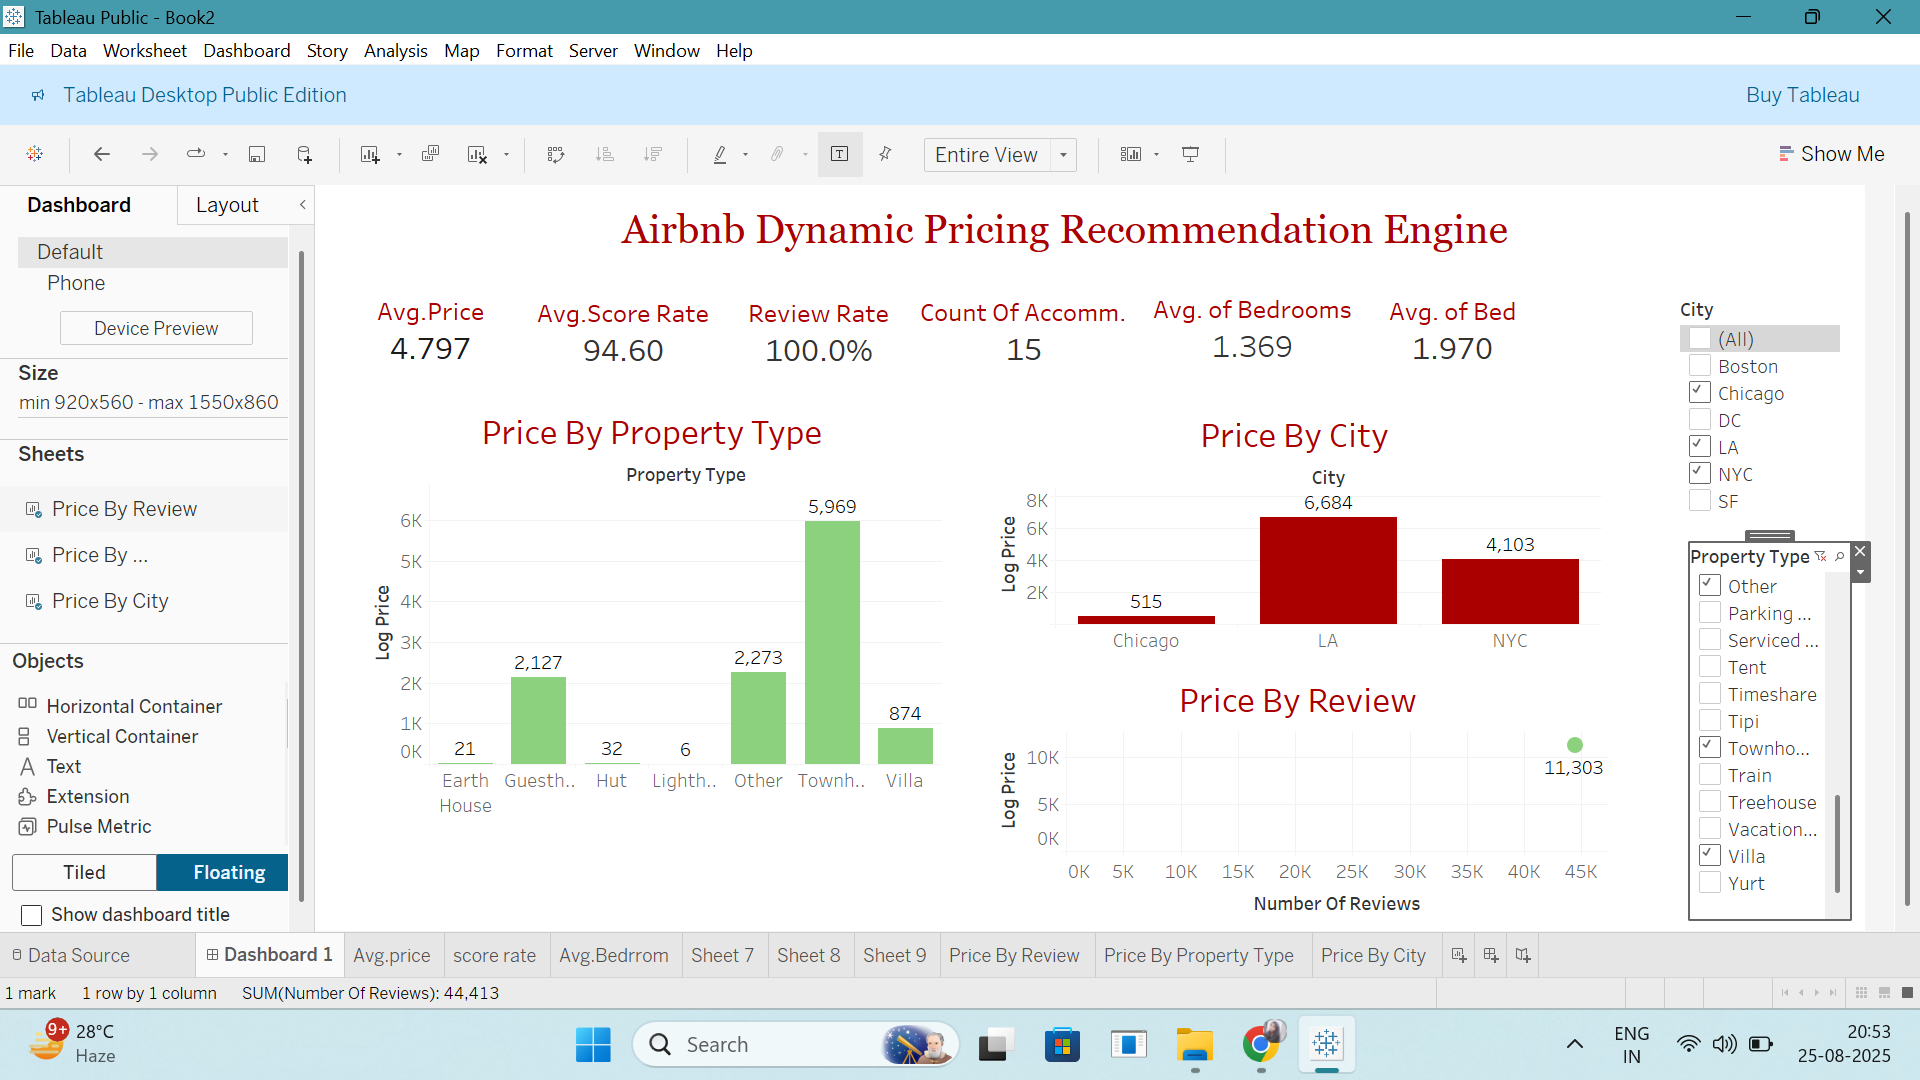 Tableau Public - Book2
File Data Worksheet Dashboard Story Analysis Map Format Server Window Help
Tableau Desktop Public Edition
Buy Tableau
Entire View
Show Me
Dashboard
Layout
Default
Phone
Device Preview
Size
min 920x560 - max 1550x860
Sheets
Price By Review
Price By ...
Price By City
Objects
Horizontal Container
Vertical Container
Text
Extension
Pulse Metric
Tiled
Floating
Show dashboard title
Airbnb Dynamic Pricing Recommendation Engine
Avg.Price
4.797
Avg.Score Rate
94.60
Review Rate
100.0%
Count Of Accomm.
15
Avg. of Bedrooms
1.369
Avg. of Bed
1.970
Price By Property Type
Property Type
Log Price
6K
5K
4K
3K
2K
1K
0K
21
2,127
32
6
2,273
5,969
874
Earth House
Guesth..
Hut
Lighth..
Other
Townh..
Villa
Price By City
City
Log Price
8K
6K
4K
2K
515
6,684
4,103
Chicago
LA
NYC
Price By Review
Log Price
10K
5K
0K
11,303
0K 5K 10K 15K 20K 25K 30K 35K 40K 45K
Number Of Reviews
City
(All)
Boston
Chicago
DC
LA
NYC
SF
Property Type
Other
Parking ...
Serviced ...
Tent
Timeshare
Tipi
Townho...
Train
Treehouse
Vacation...
Villa
Yurt
Data Source
Dashboard 1
Avg.price
score rate
Avg.Bedrrom
Sheet 7
Sheet 8
Sheet 9
Price By Review
Price By Property Type
Price By City
1 mark 1 row by 1 column SUM(Number Of Reviews): 44,413
9+
28°C
Haze
Search
ENG
IN
20:53
25-08-2025